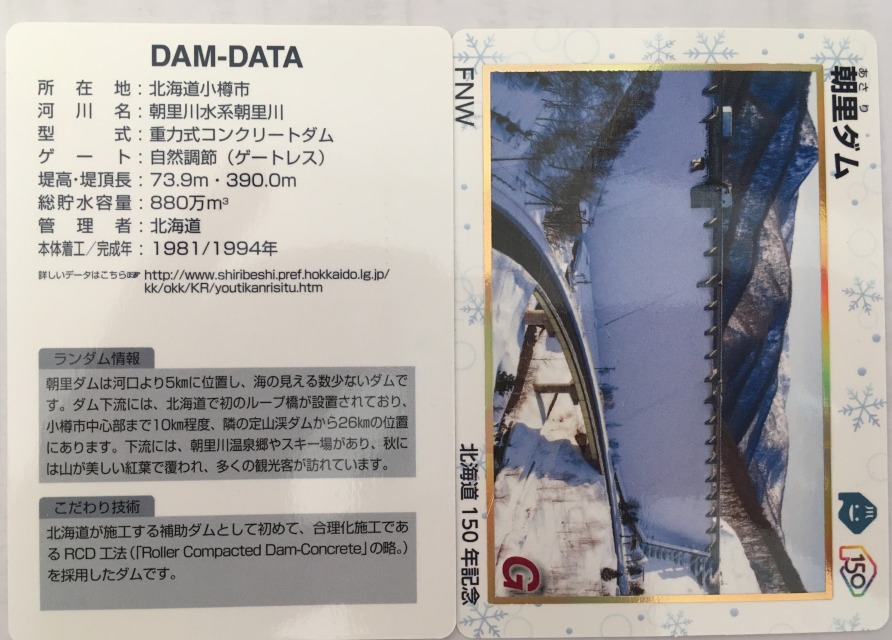 DAM-DATA
所在地：北海道小樽市
河川名：朝里川水系朝里川
型式：重力式コンクリートダム
ゲート：自然調節（ゲートレス）
堤高・堤頂長：73.9m・390.0m
総貯水容量：880万m³
管理者：北海道
本体着工／完成年：1981/1994年
詳しいデータはこちら☞ http://www.shiribeshi.pref.hokkaido.lg.jp/
kk/okk/KR/youtikanrisitu.htm
ランダム情報
朝里ダムは河口より5㎞に位置し、海の見える数少ないダムで
す。ダム下流には、北海道で初のループ橋が設置されており、
小樽市中心部まで10㎞程度、隣の定山渓ダムから26㎞の位置
にあります。下流には、朝里川温泉郷やスキー場があり、秋に
は山が美しい紅葉で覆われ、多くの観光客が訪れています。
こだわり技術
北海道が施工する補助ダムとして初めて、合理化施工であ
るRCD工法（「Roller Compacted Dam-Concrete」の略。）
を採用したダムです。
あさり
朝里ダム
川
150
FNW
北海道150年記念
G